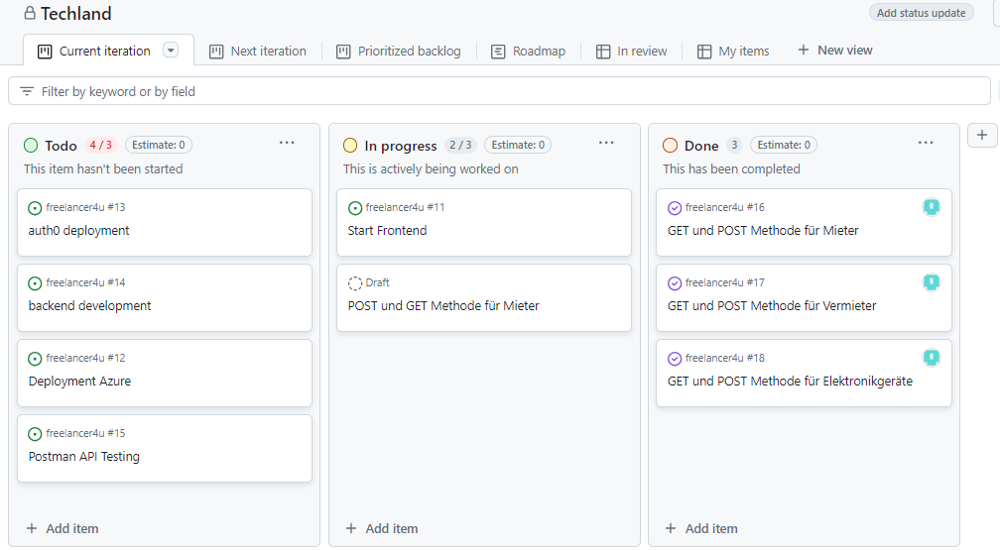 Techland
Add status update
Current iteration
Next iteration
Prioritized backlog
Roadmap
In review
My items
New view
Filter by keyword or by field
Todo 4 / 3 Estimate: 0
This item hasn't been started
freelancer4u #13
auth0 deployment
freelancer4u #14
backend development
freelancer4u #12
Deployment Azure
freelancer4u #15
Postman API Testing
Add item
In progress 2 / 3 Estimate: 0
This is actively being worked on
freelancer4u #11
Start Frontend
Draft
POST und GET Methode für Mieter
Add item
Done 3 Estimate: 0
This has been completed
freelancer4u #16
GET und POST Methode für Mieter
freelancer4u #17
GET und POST Methode für Vermieter
freelancer4u #18
GET und POST Methode für Elektronikgeräte
Add item